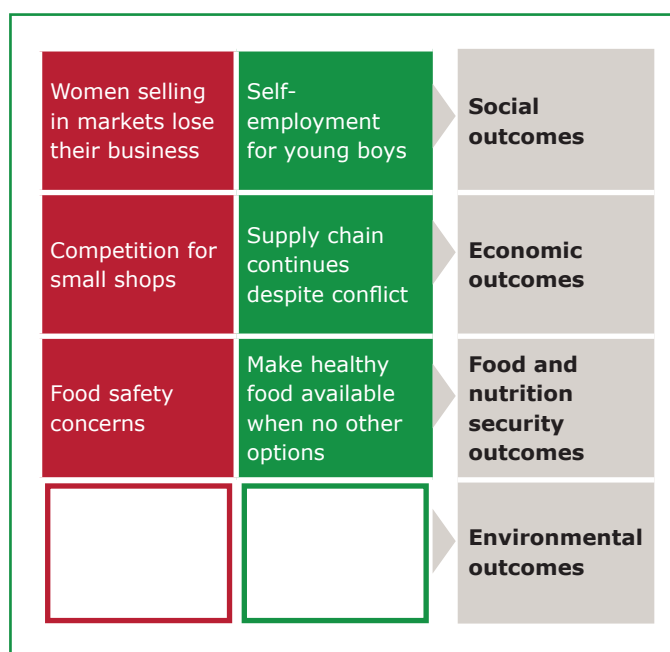 Women selling
in markets lose
their business
Self-
employment
for young boys
Social
outcomes
Competition for
small shops
Supply chain
continues
despite conflict
Economic
outcomes
Food safety
concerns
Make healthy
food available
when no other
options
Food and
nutrition
security
outcomes
Environmental
outcomes